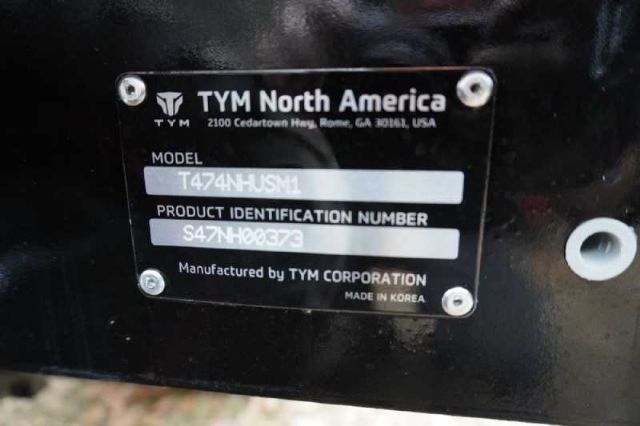 TYM
TYM North America
2100 Cedartown Hwy, Rome, GA 30161, USA
MODEL
T474NHUSM1
PRODUCT IDENTIFICATION NUMBER
S47NH00373
Manufactured by TYM CORPORATION
MADE IN KOREA